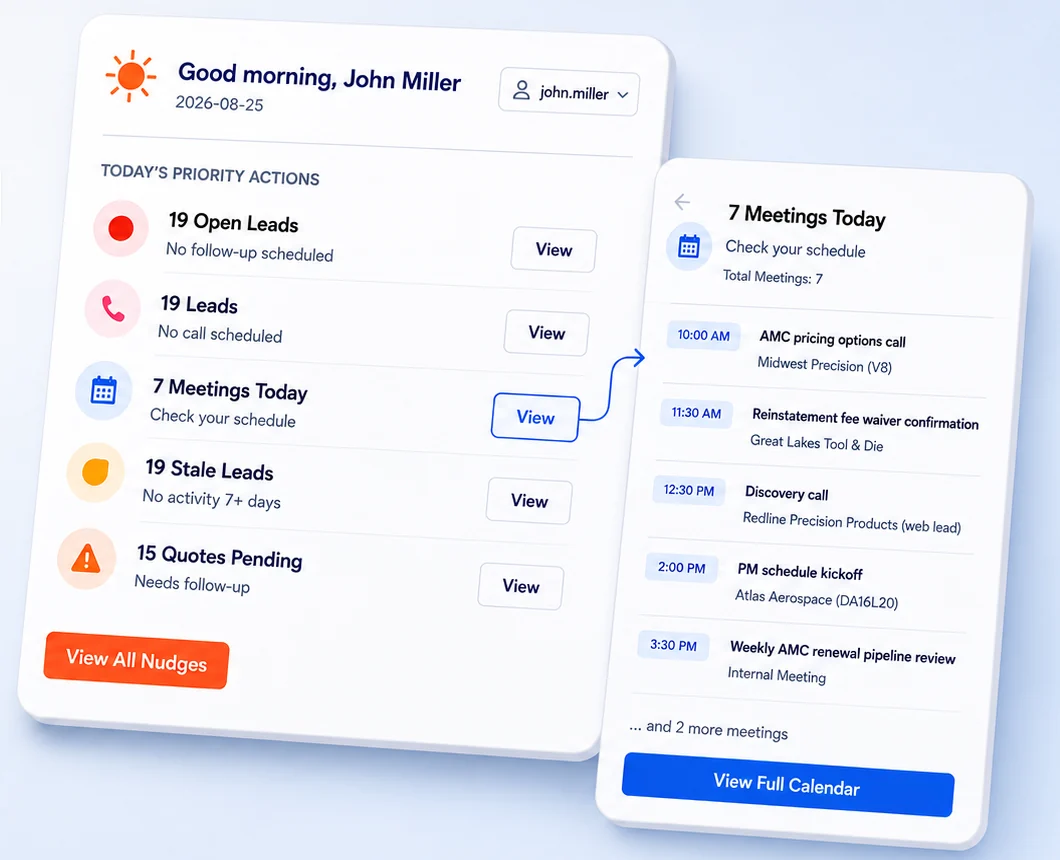 Good morning, John Miller
2026-08-25
john.miller
TODAY'S PRIORITY ACTIONS
19 Open Leads
No follow-up scheduled
View
19 Leads
No call scheduled
View
7 Meetings Today
Check your schedule
View
19 Stale Leads
No activity 7+ days
View
15 Quotes Pending
Needs follow-up
View
View All Nudges
7 Meetings Today
Check your schedule
Total Meetings: 7
10:00 AM
AMC pricing options call
Midwest Precision (V8)
11:30 AM
Reinstatement fee waiver confirmation
Great Lakes Tool & Die
12:30 PM
Discovery call
Redline Precision Products (web lead)
2:00 PM
PM schedule kickoff
Atlas Aerospace (DA16L20)
3:30 PM
Weekly AMC renewal pipeline review
Internal Meeting
... and 2 more meetings
View Full Calendar